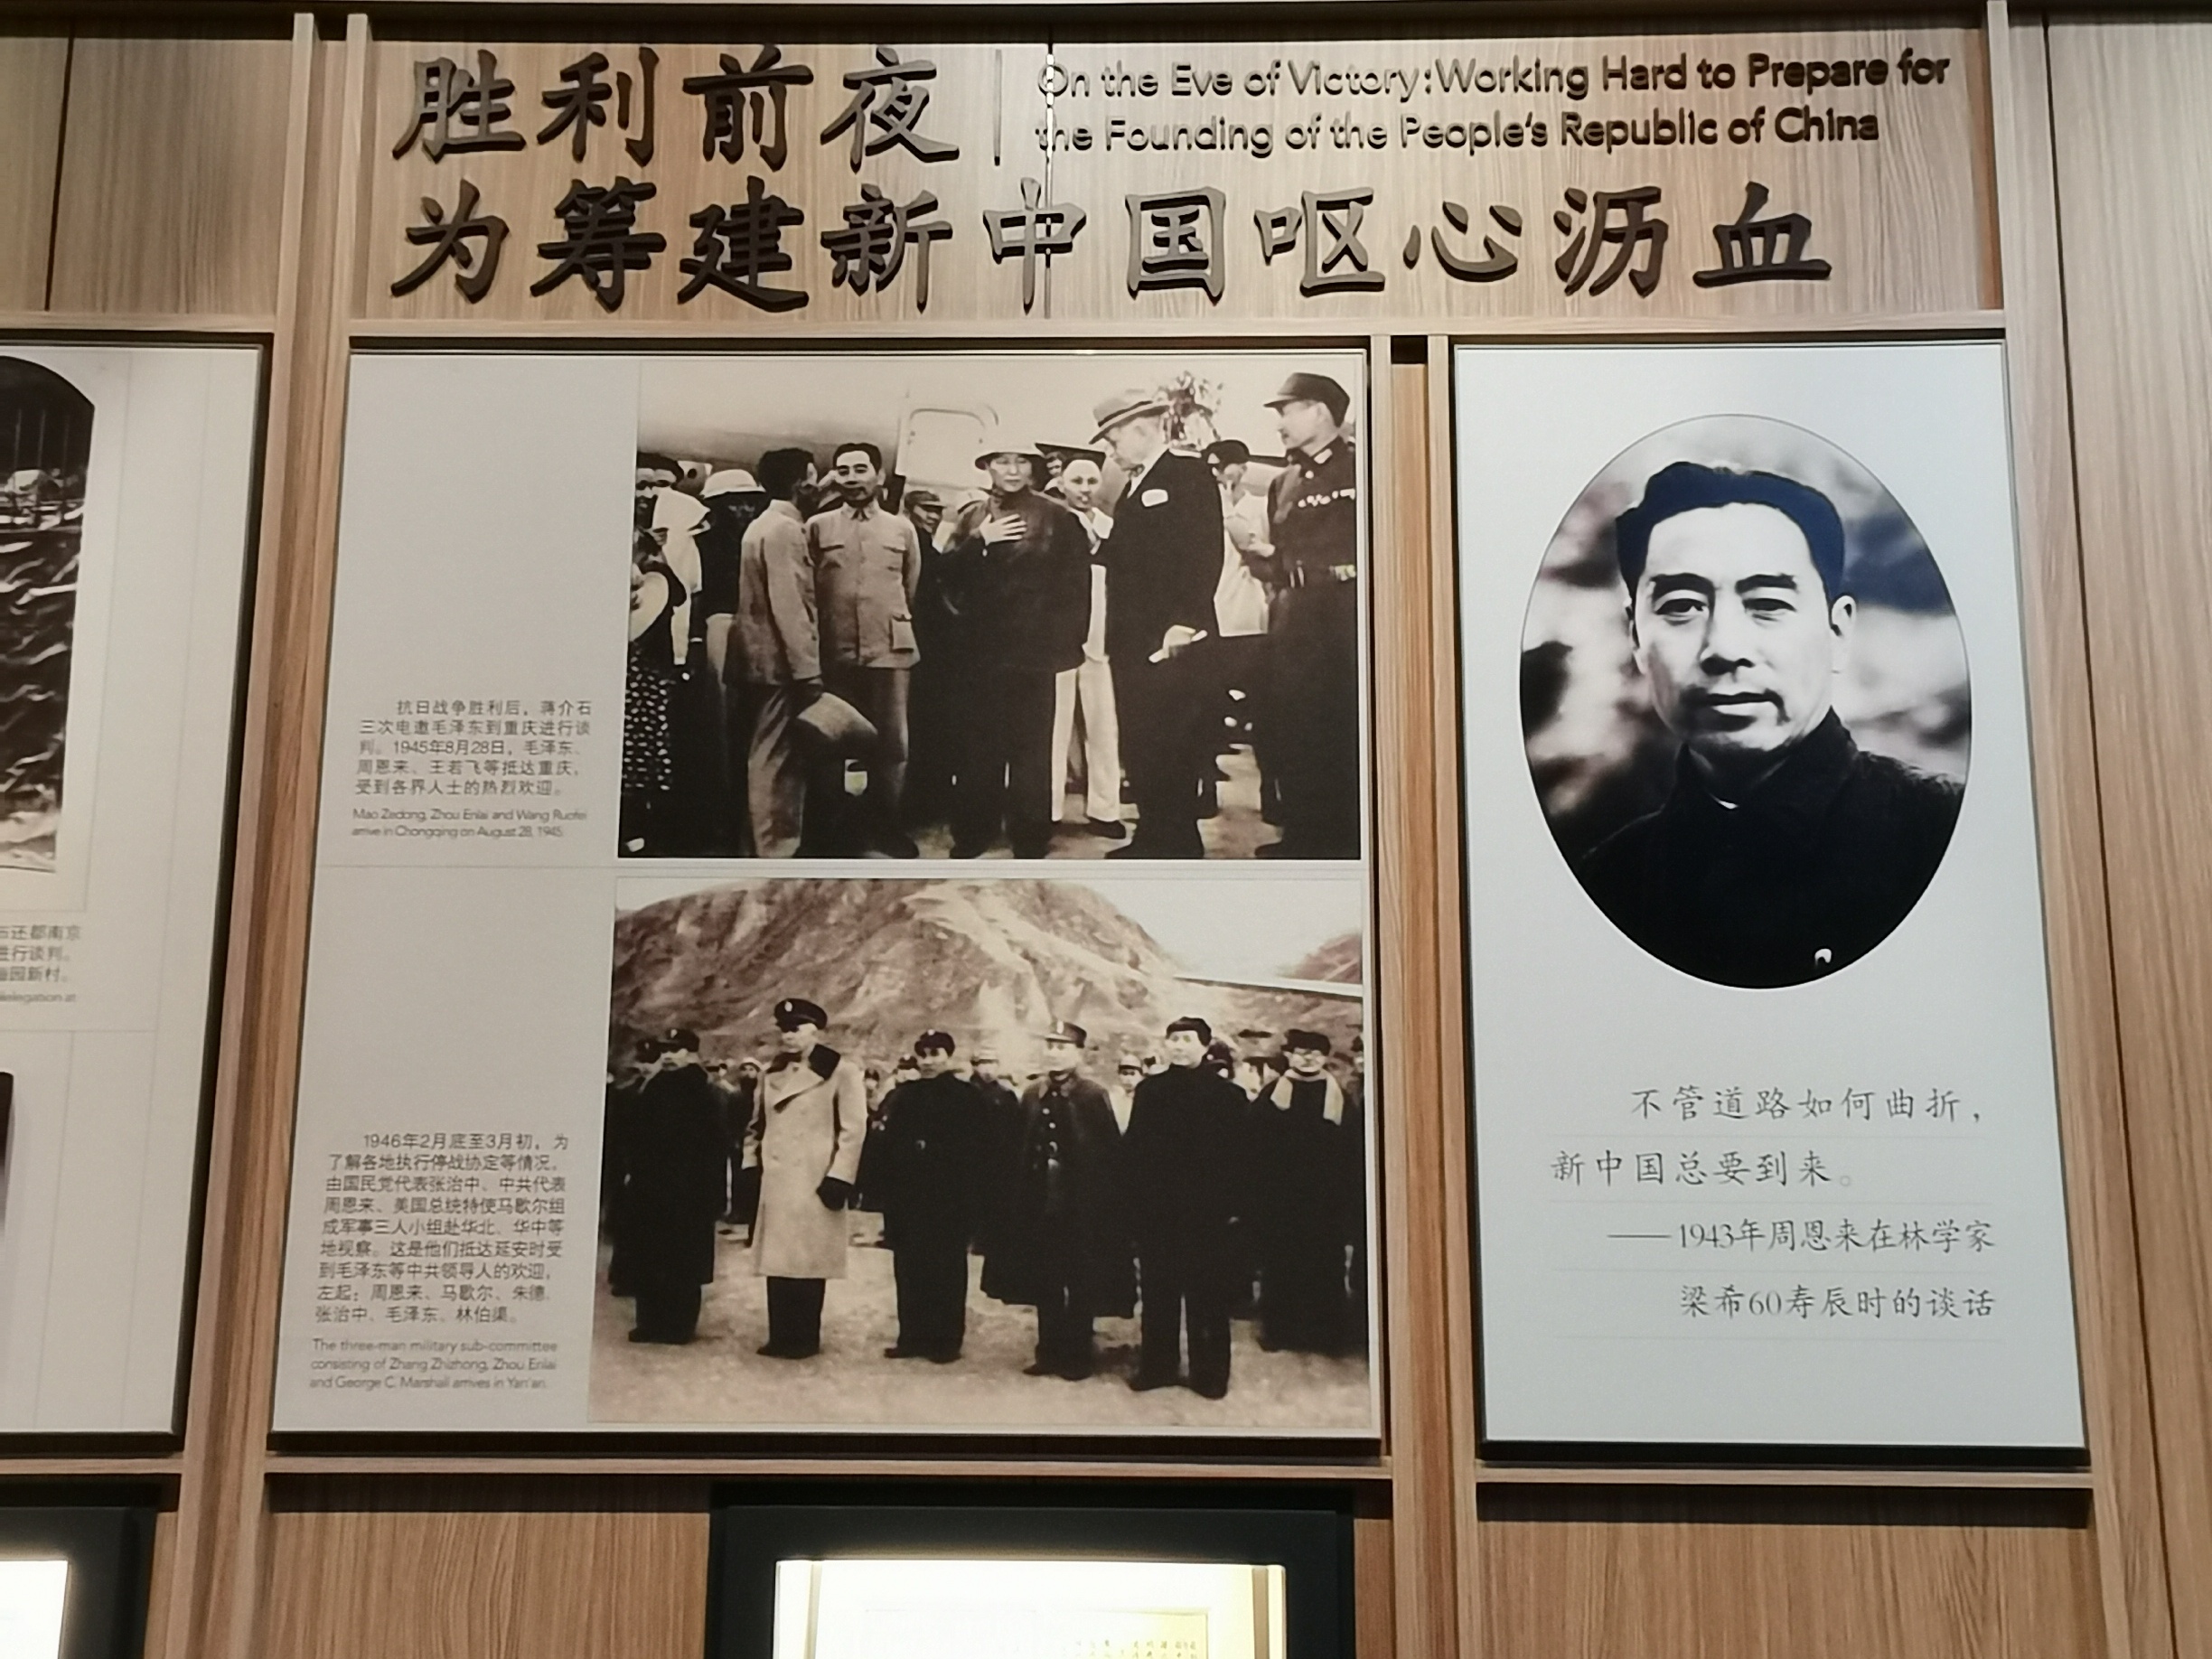 胜利前夜
On the Eve of Victory:Working Hard to Prepare for
the Founding of the People's Republic of China
为筹建新中国呕心沥血
抗日战争胜利后，蒋介石
三次电邀毛泽东到重庆进行谈
判。1945年8月28日，毛泽东、
周恩来、王若飞等抵达重庆，
受到各界人士的热烈欢迎。
Mao Zedong, Zhou Enlai and Wang Ruofei
arrive in Chongqing on August 28, 1945.
1946年2月底至3月初，为
了解各地执行停战协定等情况，
由国民党代表张治中、中共代表
周恩来、美国总统特使马歇尔组
成军事三人小组赴华北、华中等
地视察。这是他们抵达延安时受
到毛泽东等中共领导人的欢迎，
左起：周恩来、马歇尔、朱德、
张治中、毛泽东、林伯渠。
The three-man military sub-committee
consisting of Zhang Zhizhong, Zhou Enlai
and George C. Marshall arrives in Yan'an.
不管道路如何曲折，
新中国总要到来。
——1943年周恩来在林学家
梁希60寿辰时的谈话
还都南京
进行谈判。
园新村。
delegation at